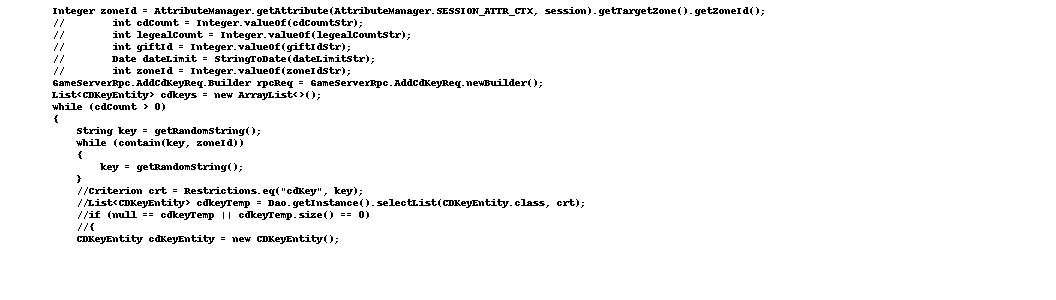 Integer zoneId = AttributeManager.getAttribute(AttributeManager.SESSION_ATTR_CTX, session).getTargetZone().getZoneId();
//        int cdCount = Integer.valueOf(cdCountStr);
//        int legealCount = Integer.valueOf(legealCountStr);
//        int giftId = Integer.valueOf(giftIdStr);
//        Date dateLimit = StringToDate(dateLimitStr);
//        int zoneId = Integer.valueOf(zoneIdStr);
GameServerRpc.AddCdKeyReq.Builder rpcReq = GameServerRpc.AddCdKeyReq.newBuilder();
List<CDKeyEntity> cdkeys = new ArrayList<>();
while (cdCount > 0)
{
    String key = getRandomString();
    while (contain(key, zoneId))
    {
        key = getRandomString();
    }
    //Criterion crt = Restrictions.eq("cdKey", key);
    //List<CDKeyEntity> cdkeyTemp = Dao.getInstance().selectList(CDKeyEntity.class, crt);
    //if (null == cdkeyTemp || cdkeyTemp.size() == 0)
    //{
    CDKeyEntity cdKeyEntity = new CDKeyEntity();